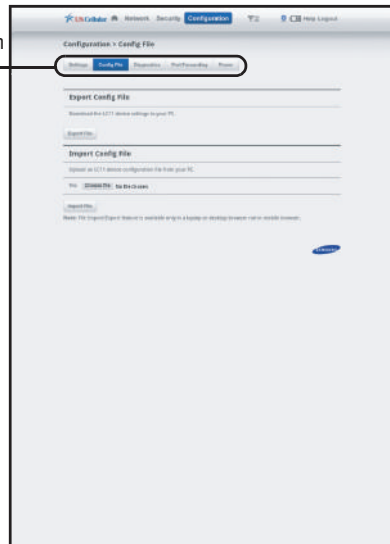 US Cellular Network Security Configuration Help Logout
Configuration > Config File
Settings Config File Diagnostics Port Forwarding Power
Export Config File
Download the LC11 device settings to your PC.
Export File
Import Config File
Upload an LC11 device configuration file from your PC.
File Choose File No file chosen
Import File
Note: File Import/Export feature is available only in a laptop or desktop browser not in mobile browser.
SAMSUNG